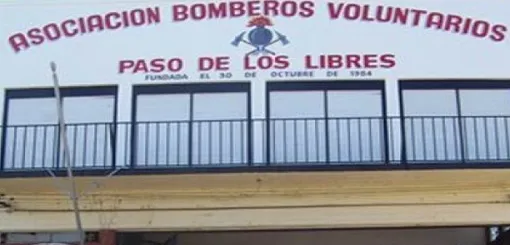 ASOCIACION BOMBEROS VOLUNTARIOS
PASO DE LOS LIBRES
FUNDADA EL 30 DE OCTUBRE DE 1984